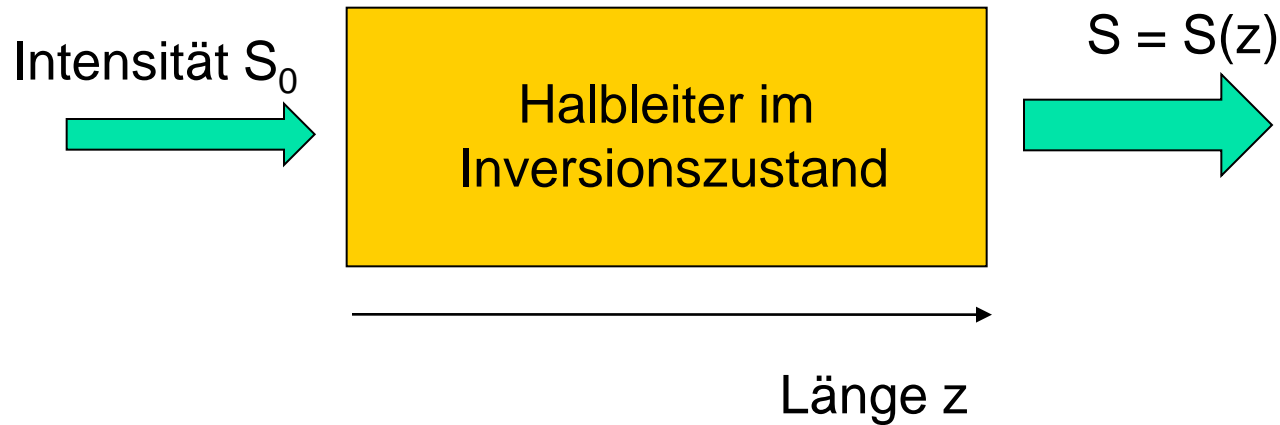 Intensität S₀
Halbleiter im
Inversionszustand
S = S(z)
Länge z